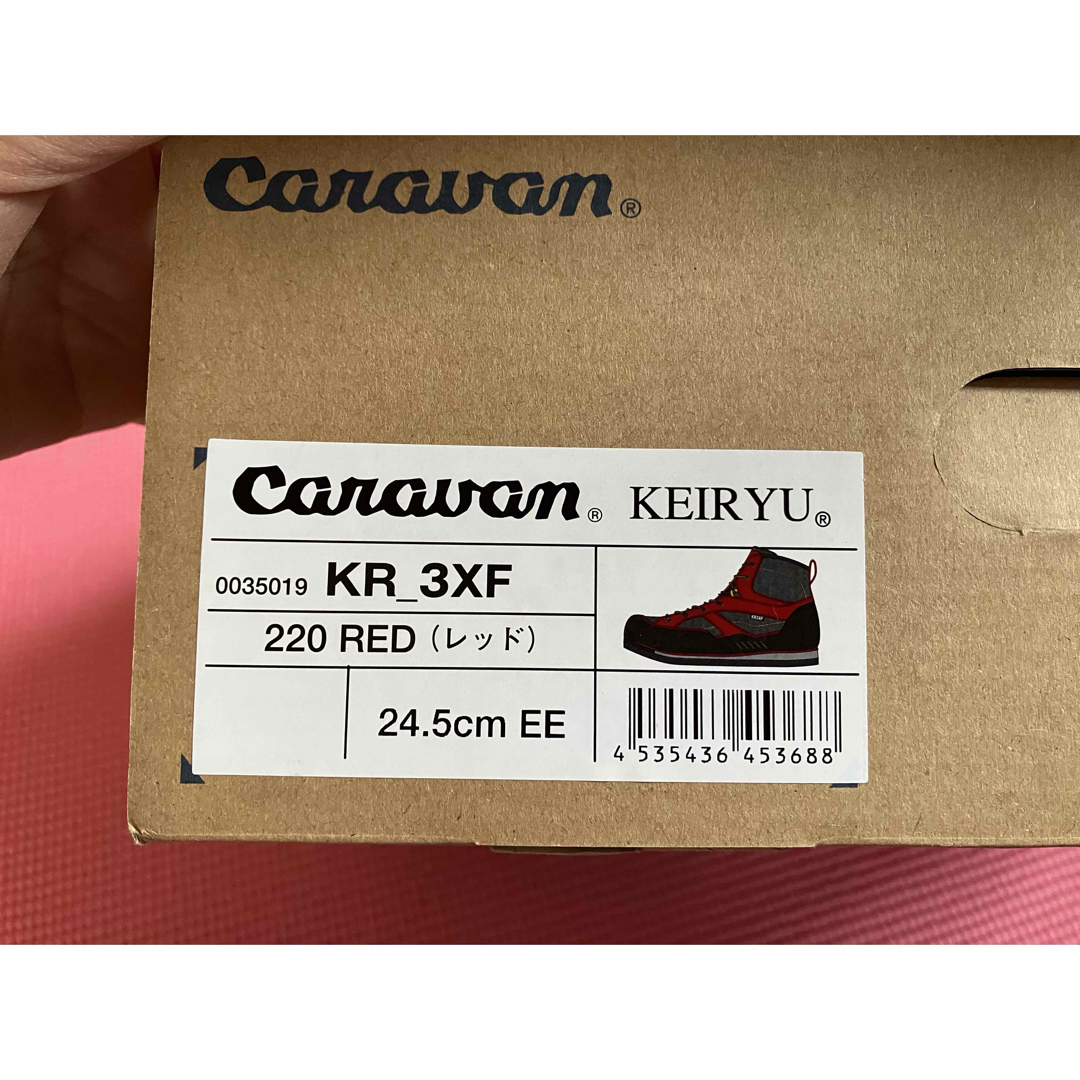 Caravan®
Caravan® KEIRYU®
0035019 KR_3XF
220 RED (レッド)
24.5cm EE
4 535436 453688